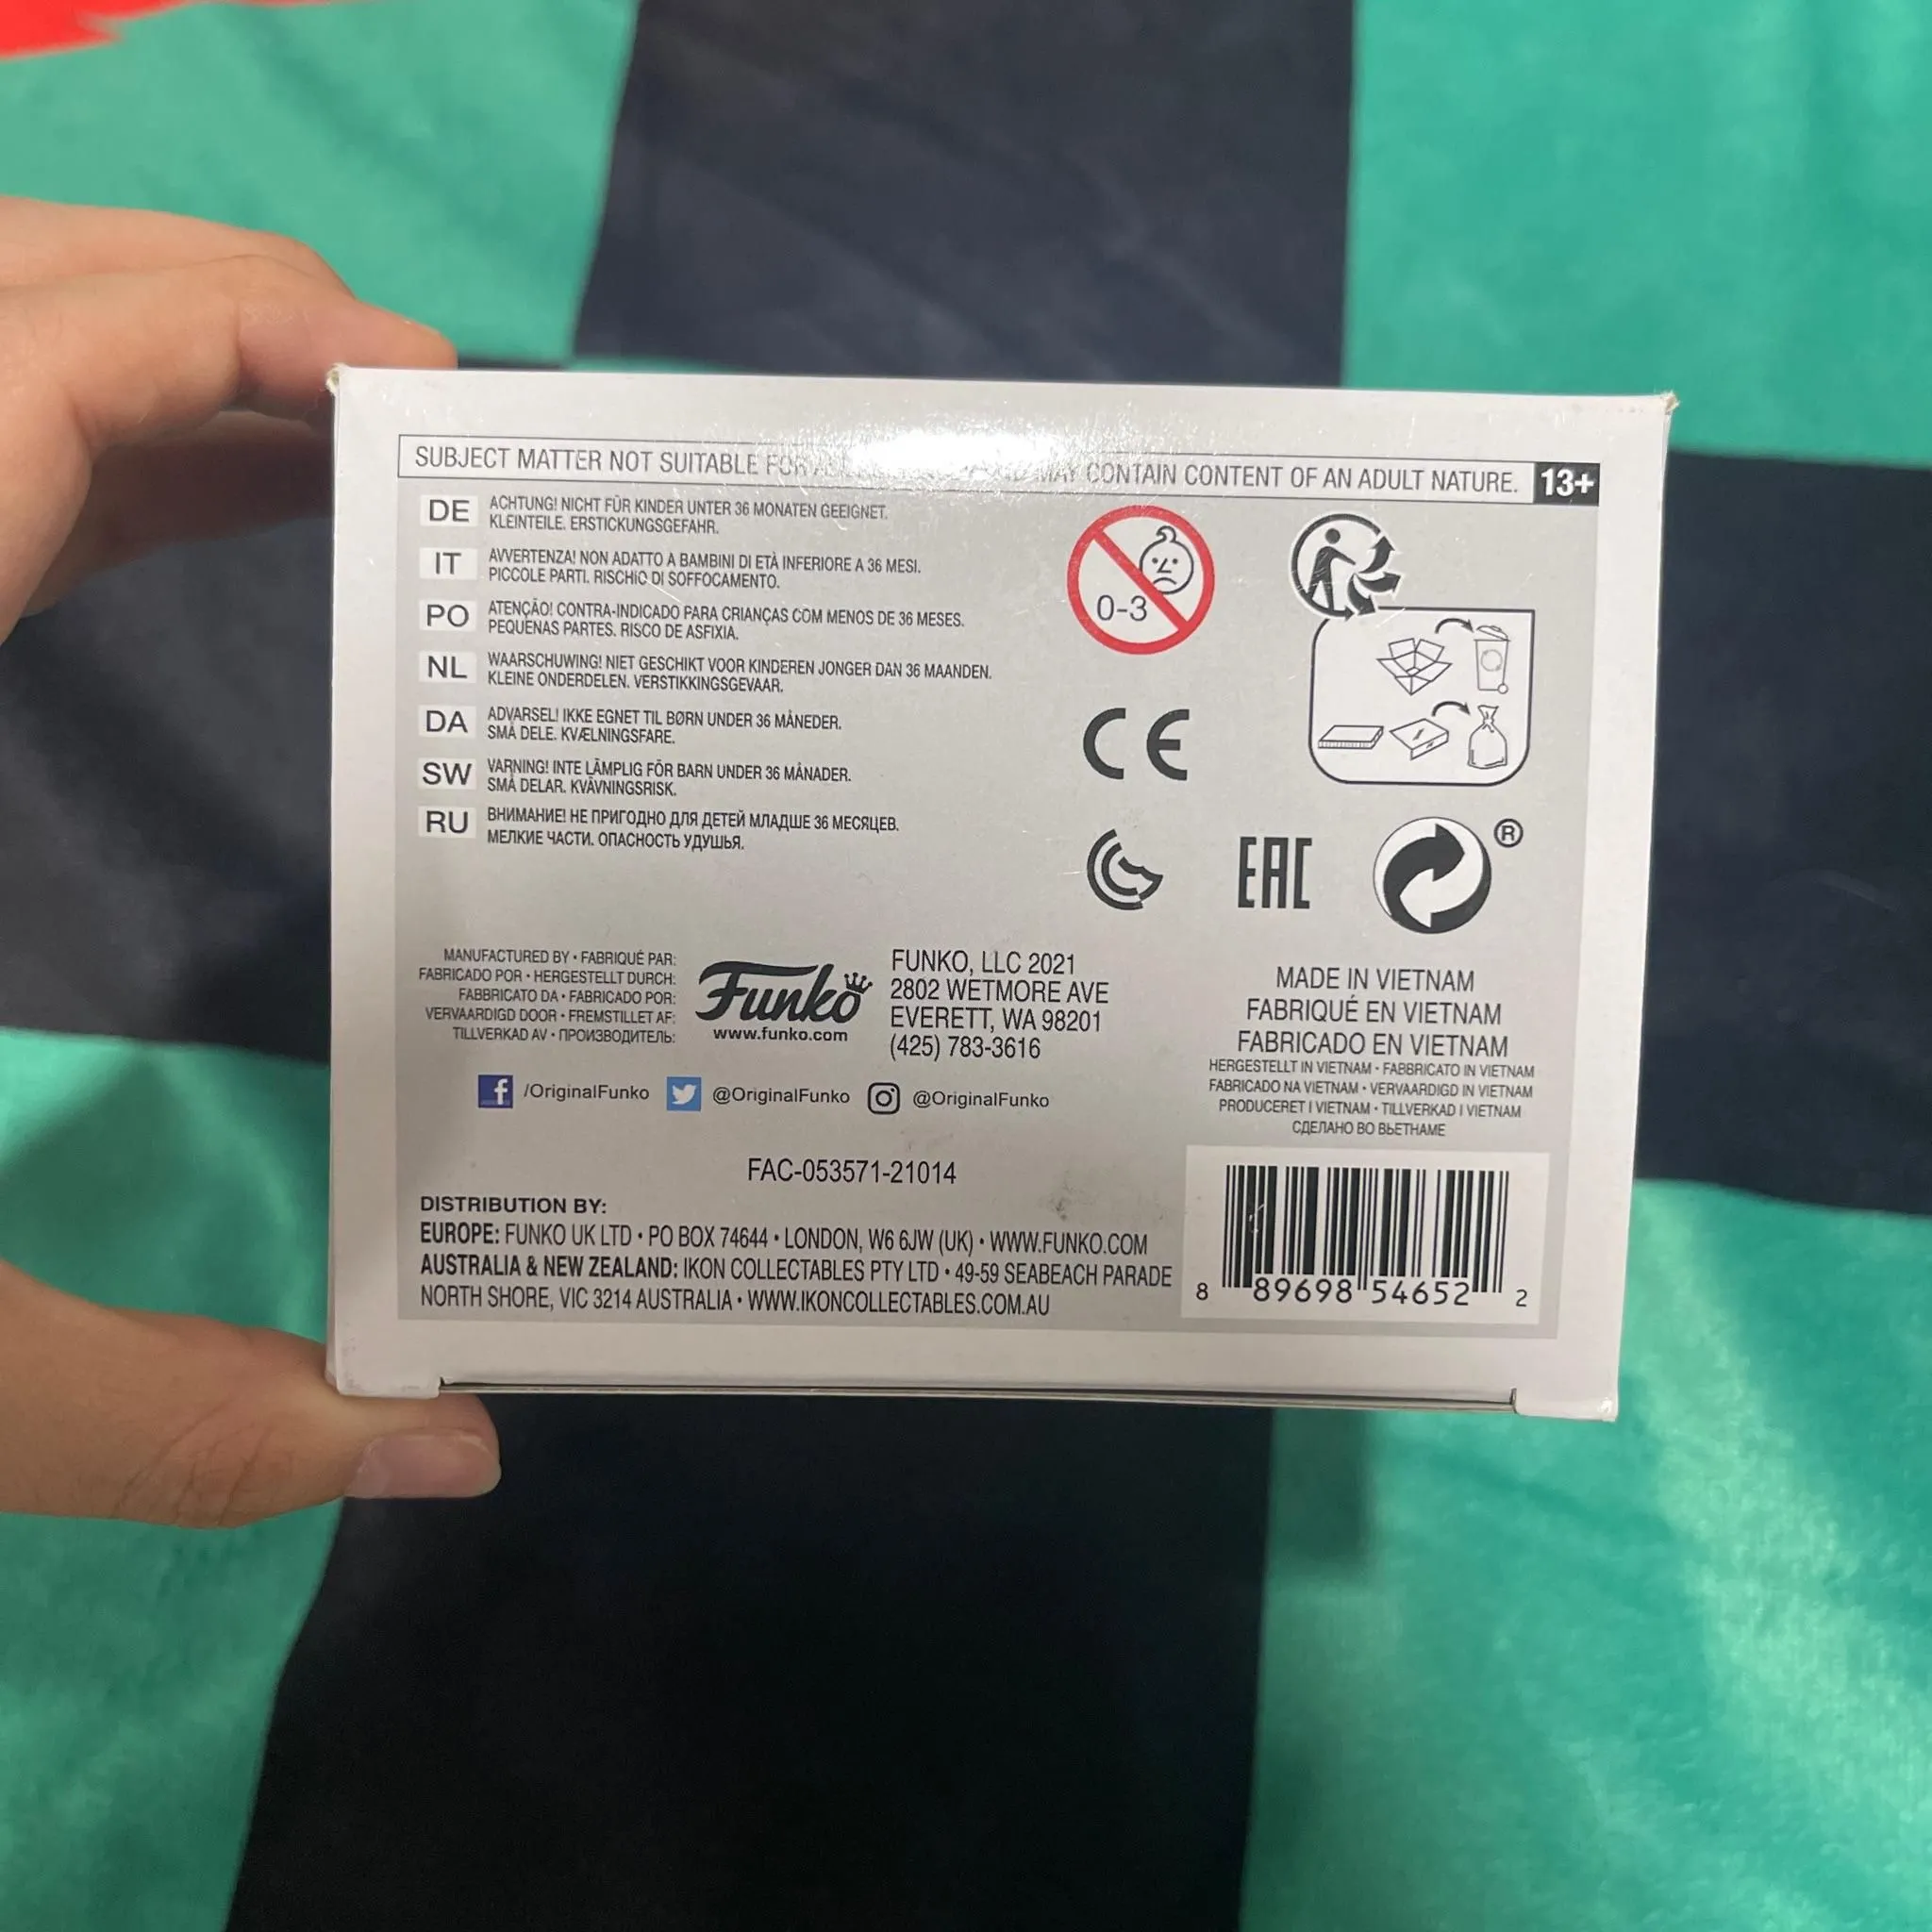 SUBJECT MATTER NOT SUITABLE FOR MAY CONTAIN CONTENT OF AN ADULT NATURE. 13+
DE ACHTUNG! NICHT FÜR KINDER UNTER 36 MONATEN GEEIGNET.
KLEINTEILE. ERSTICKUNGSGEFAHR.
IT AVVERTENZA! NON ADATTO A BAMBINI DI ETÀ INFERIORE A 36 MESI.
PICCOLE PARTI. RISCHIO DI SOFFOCAMENTO.
PO ATENÇÃO! CONTRA-INDICADO PARA CRIANÇAS COM MENOS DE 36 MESES.
PEQUENAS PARTES. RISCO DE ASFIXIA.
NL WAARSCHUWING! NIET GESCHIKT VOOR KINDEREN JONGER DAN 36 MAANDEN.
KLEINE ONDERDELEN. VERSTIKKINGSGEVAAR.
DA ADVARSEL! IKKE EGNET TIL BØRN UNDER 36 MÅNEDER.
SMÅ DELE. KVÆLNINGSFARE.
SW VARNING! INTE LÄMPLIG FÖR BARN UNDER 36 MÅNADER.
SMÅ DELAR. KVÄVNINGSRISK.
RU ВНИМАНИЕ! НЕ ПРИГОДНО ДЛЯ ДЕТЕЙ МЛАДШЕ 36 МЕСЯЦЕВ.
МЕЛКИЕ ЧАСТИ. ОПАСНОСТЬ УДУШЬЯ.
0-3
CE
EAC
®
MANUFACTURED BY • FABRIQUÉ PAR:
FABRICADO POR • HERGESTELLT DURCH:
FABBRICATO DA • FABRICADO POR:
VERVAARDIGD DOOR • FREMSTILLET AF:
TILLVERKAD AV • ПРОИЗВОДИТЕЛЬ:
Funko
www.funko.com
FUNKO, LLC 2021
2802 WETMORE AVE
EVERETT, WA 98201
(425) 783-3616
MADE IN VIETNAM
FABRIQUÉ EN VIETNAM
FABRICADO EN VIETNAM
HERGESTELLT IN VIETNAM • FABBRICATO IN VIETNAM
FABRICADO NA VIETNAM • VERVAARDIGD IN VIETNAM
PRODUCERET I VIETNAM • TILLVERKAD I VIETNAM
СДЕЛАНО ВО ВЬЕТНАМЕ
/OriginalFunko @OriginalFunko @OriginalFunko
FAC-053571-21014
DISTRIBUTION BY:
EUROPE: FUNKO UK LTD • PO BOX 74644 • LONDON, W6 6JW (UK) • WWW.FUNKO.COM
AUSTRALIA & NEW ZEALAND: IKON COLLECTABLES PTY LTD • 49-59 SEABEACH PARADE
NORTH SHORE, VIC 3214 AUSTRALIA • WWW.IKONCOLLECTABLES.COM.AU
8 89698 54652 2